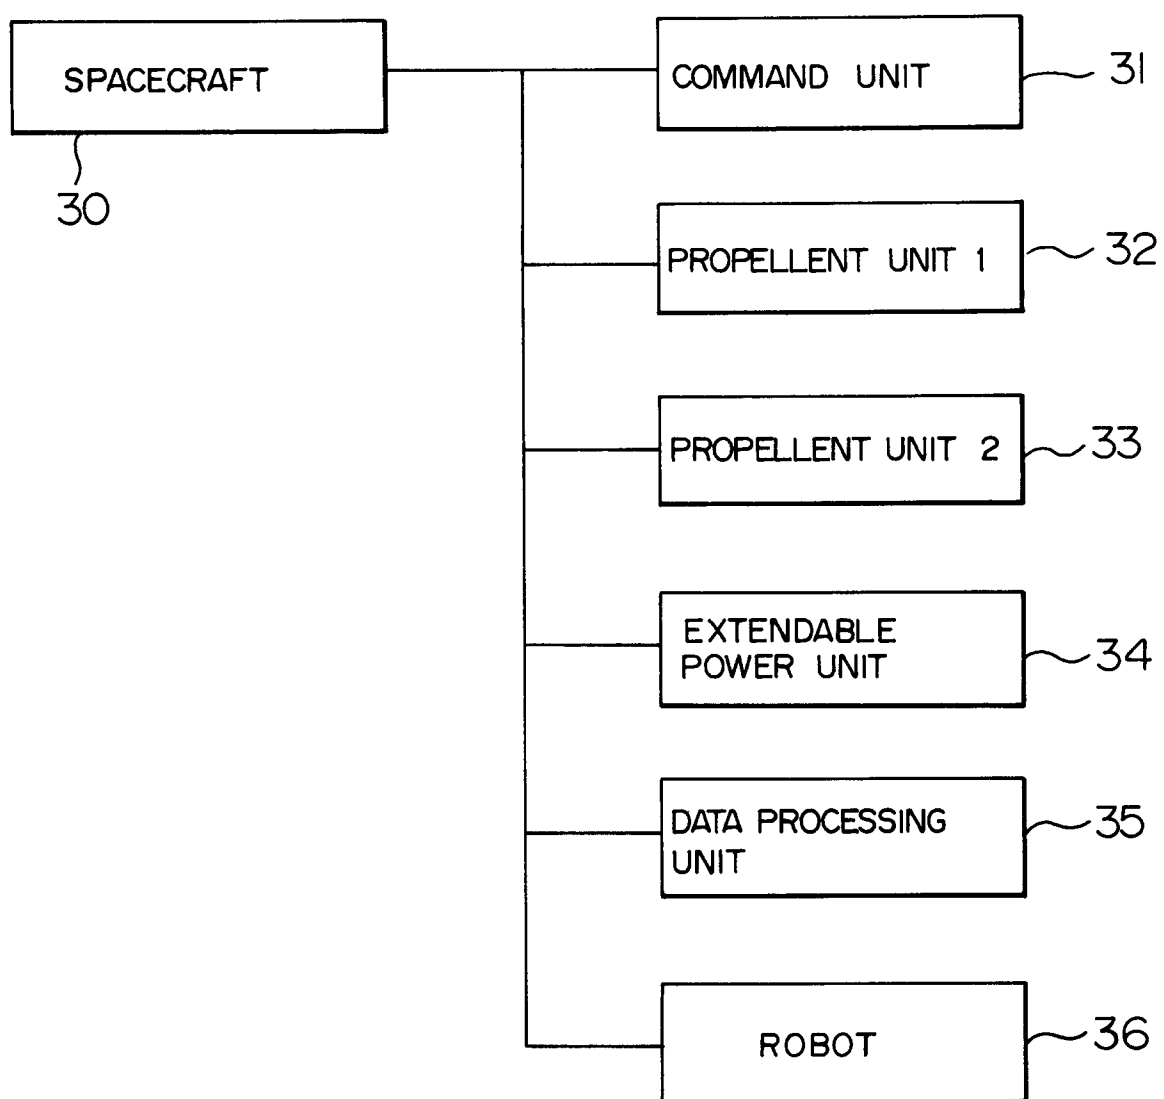 SPACECRAFT
30
COMMAND UNIT
31
PROPELLENT UNIT 1
32
PROPELLENT UNIT 2
33
EXTENDABLE
POWER UNIT
34
DATA PROCESSING
UNIT
35
ROBOT
36